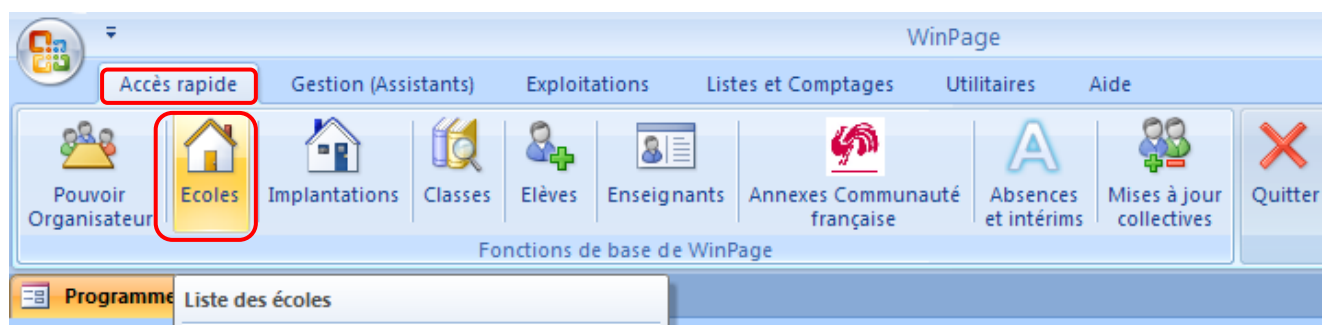 WinPage
Accès rapide Gestion (Assistants) Exploitations Listes et Comptages Utilitaires Aide
Pouvoir Organisateur Ecoles Implantations Classes Elèves Enseignants Annexes Communauté française Absences et intérims Mises à jour collectives Quitter
Fonctions de base de WinPage
Programme Liste des écoles